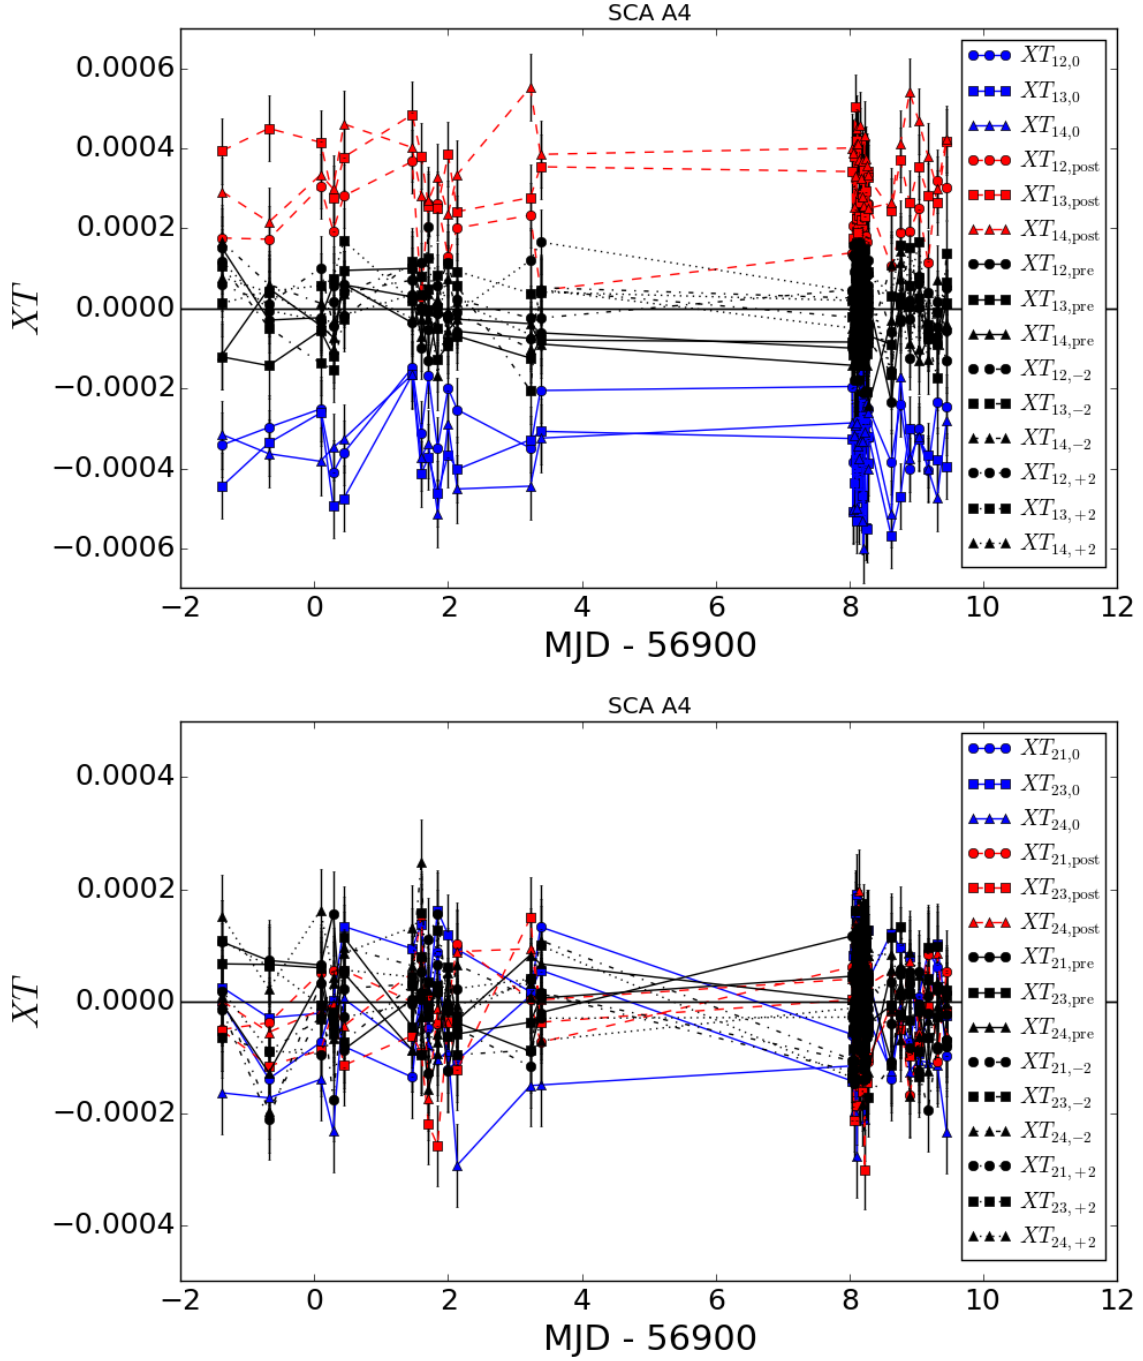 SCA A4
XT
0.0006
0.0004
0.0002
0.0000
−0.0002
−0.0004
−0.0006
−2 0 2 4 6 8 10 12
MJD - 56900
XT12,0
XT13,0
XT14,0
XT12,post
XT13,post
XT14,post
XT12,pre
XT13,pre
XT14,pre
XT12,−2
XT13,−2
XT14,−2
XT12,+2
XT13,+2
XT14,+2
SCA A4
XT
0.0004
0.0002
0.0000
−0.0002
−0.0004
−2 0 2 4 6 8 10 12
MJD - 56900
XT21,0
XT23,0
XT24,0
XT21,post
XT23,post
XT24,post
XT21,pre
XT23,pre
XT24,pre
XT21,−2
XT23,−2
XT24,−2
XT21,+2
XT23,+2
XT24,+2